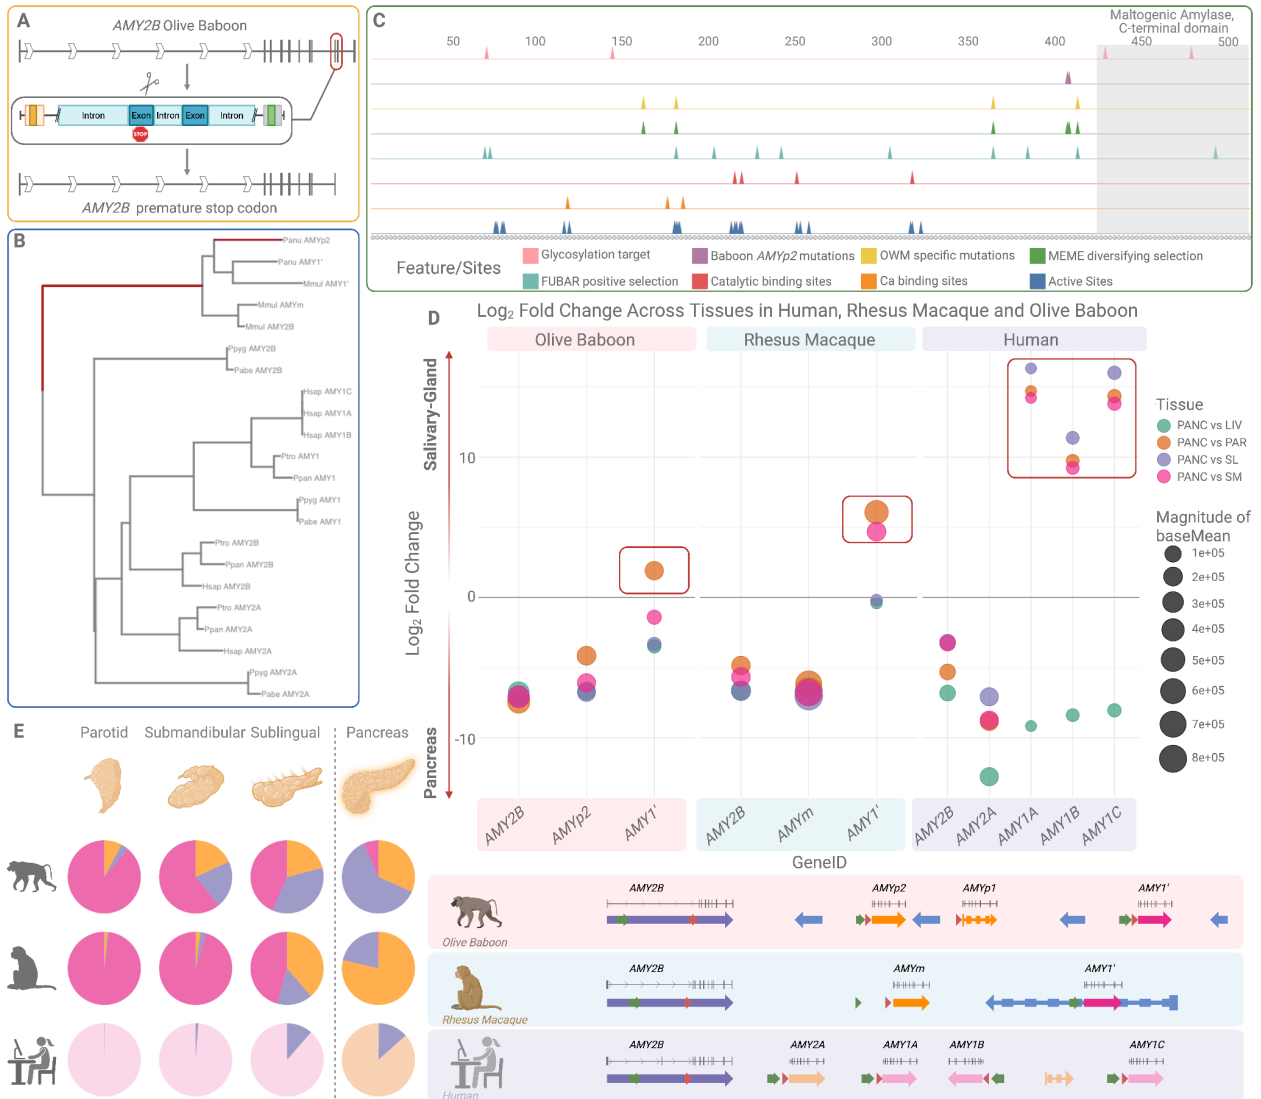 A
AMY2B Olive Baboon
Intron
Exon
Intron
Exon
Intron
STOP
AMY2B premature stop codon
B
Panu AMYp2
Panu AMY1'
Mmul AMY1'
Mmul AMYm
Mmul AMY2B
Ppyg AMY2B
Pabe AMY2B
Hsap AMY1C
Hsap AMY1A
Hsap AMY1B
Ptro AMY1
Ppan AMY1
Ppyg AMY1
Pabe AMY1
Ptro AMY2B
Ppan AMY2B
Hsap AMY2B
Ptro AMY2A
Ppan AMY2A
Hsap AMY2A
Ppyg AMY2A
Pabe AMY2A
C
Maltogenic Amylase,
C-terminal domain
50 100 150 200 250 300 350 400 450 500
Feature/Sites
Glycosylation target
Baboon AMYp2 mutations
OWM specific mutations
MEME diversifying selection
FUBAR positive selection
Catalytic binding sites
Ca binding sites
Active Sites
D
Log2 Fold Change Across Tissues in Human, Rhesus Macaque and Olive Baboon
Olive Baboon
Rhesus Macaque
Human
Salivary-Gland
Pancreas
Log2 Fold Change
10
0
-10
AMY2B
AMYp2
AMY1'
AMY2B
AMYm
AMY1'
AMY2B
AMY2A
AMY1A
AMY1B
AMY1C
GeneID
Tissue
PANC vs LIV
PANC vs PAR
PANC vs SL
PANC vs SM
Magnitude of
baseMean
1e+05
2e+05
3e+05
4e+05
5e+05
6e+05
7e+05
8e+05
E
Parotid
Submandibular
Sublingual
Pancreas
AMY2B
AMYp2
AMYp1
AMY1'
Olive Baboon
AMY2B
AMYm
AMY1'
Rhesus Macaque
AMY2B
AMY2A
AMY1A
AMY1B
AMY1C
Human